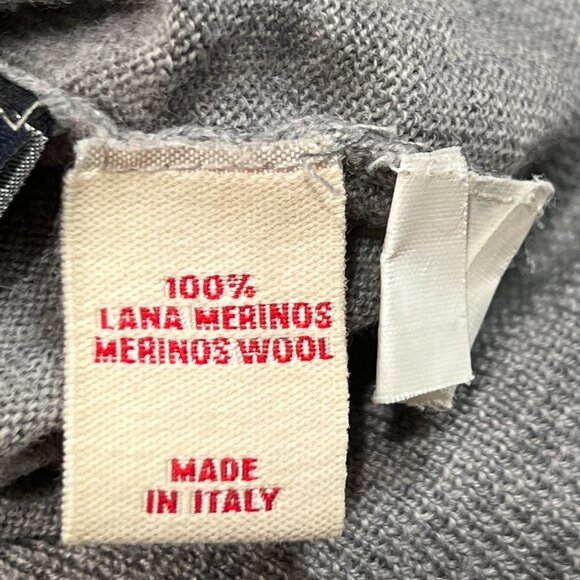 100%
LANA MERINOS
MERINOS WOOL
MADE
IN ITALY